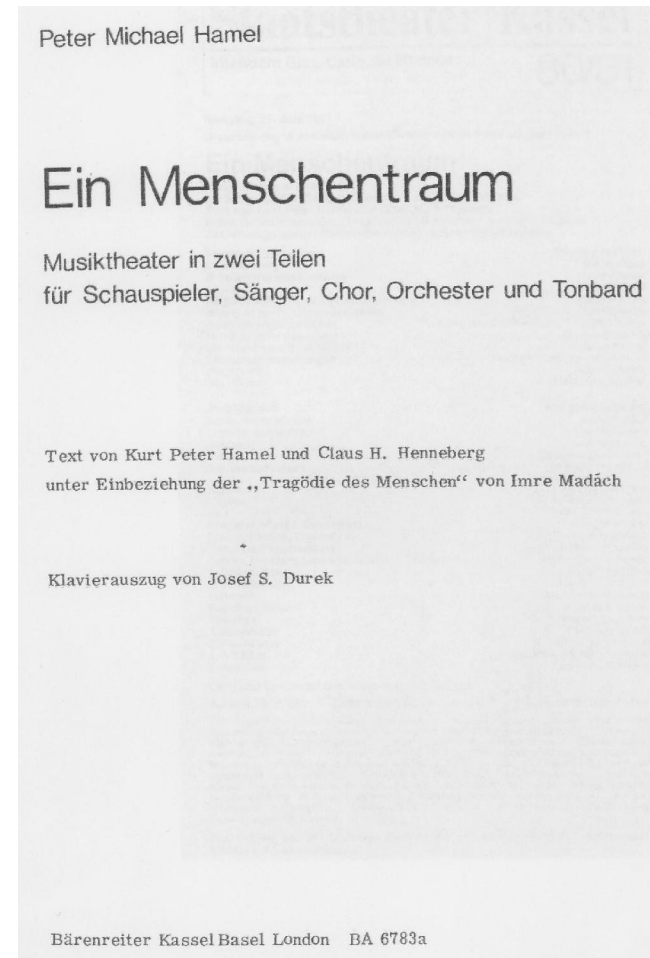 Peter Michael Hamel
Ein Menschentraum
Musiktheater in zwei Teilen
für Schauspieler, Sänger, Chor, Orchester und Tonband
Text von Kurt Peter Hamel und Claus H. Henneberg
unter Einbeziehung der „Tragödie des Menschen“ von Imre Madách
Klavierauszug von Josef S. Durek
Bärenreiter Kassel Basel London BA 6783a